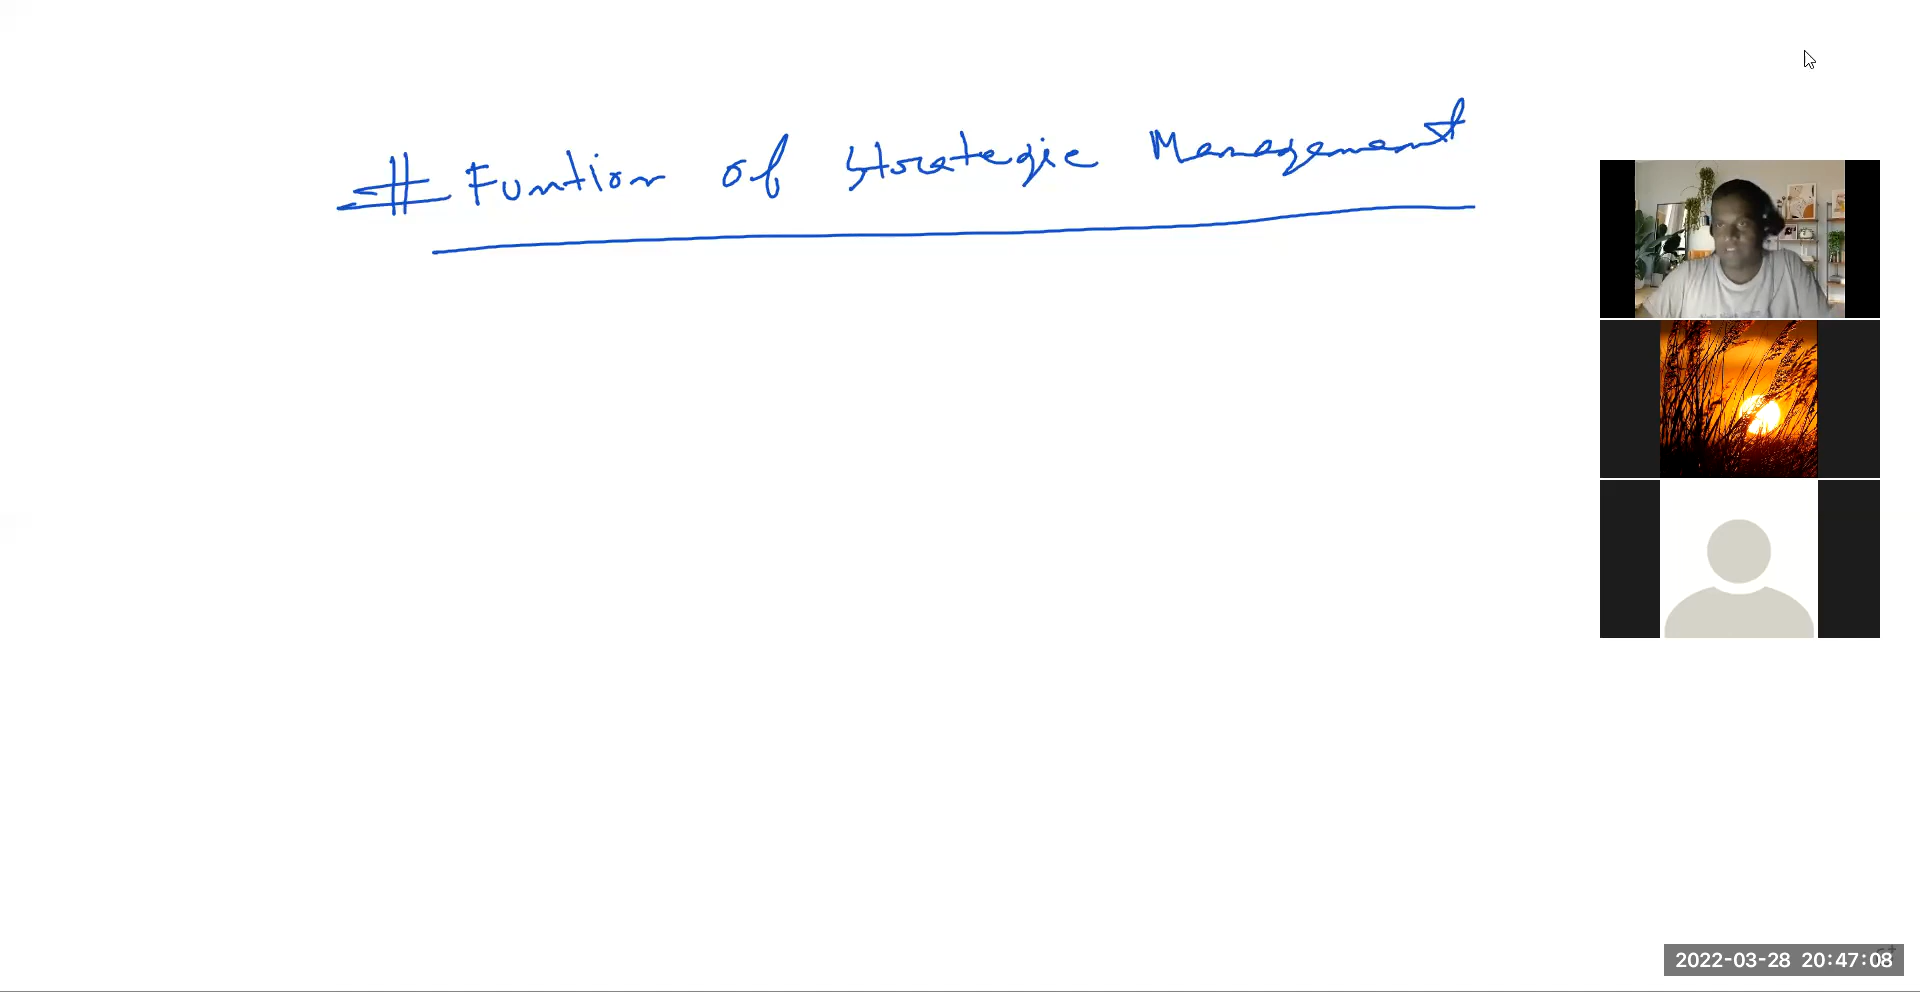 # Funtion of Strategic Management
2022-03-28 20:47:08